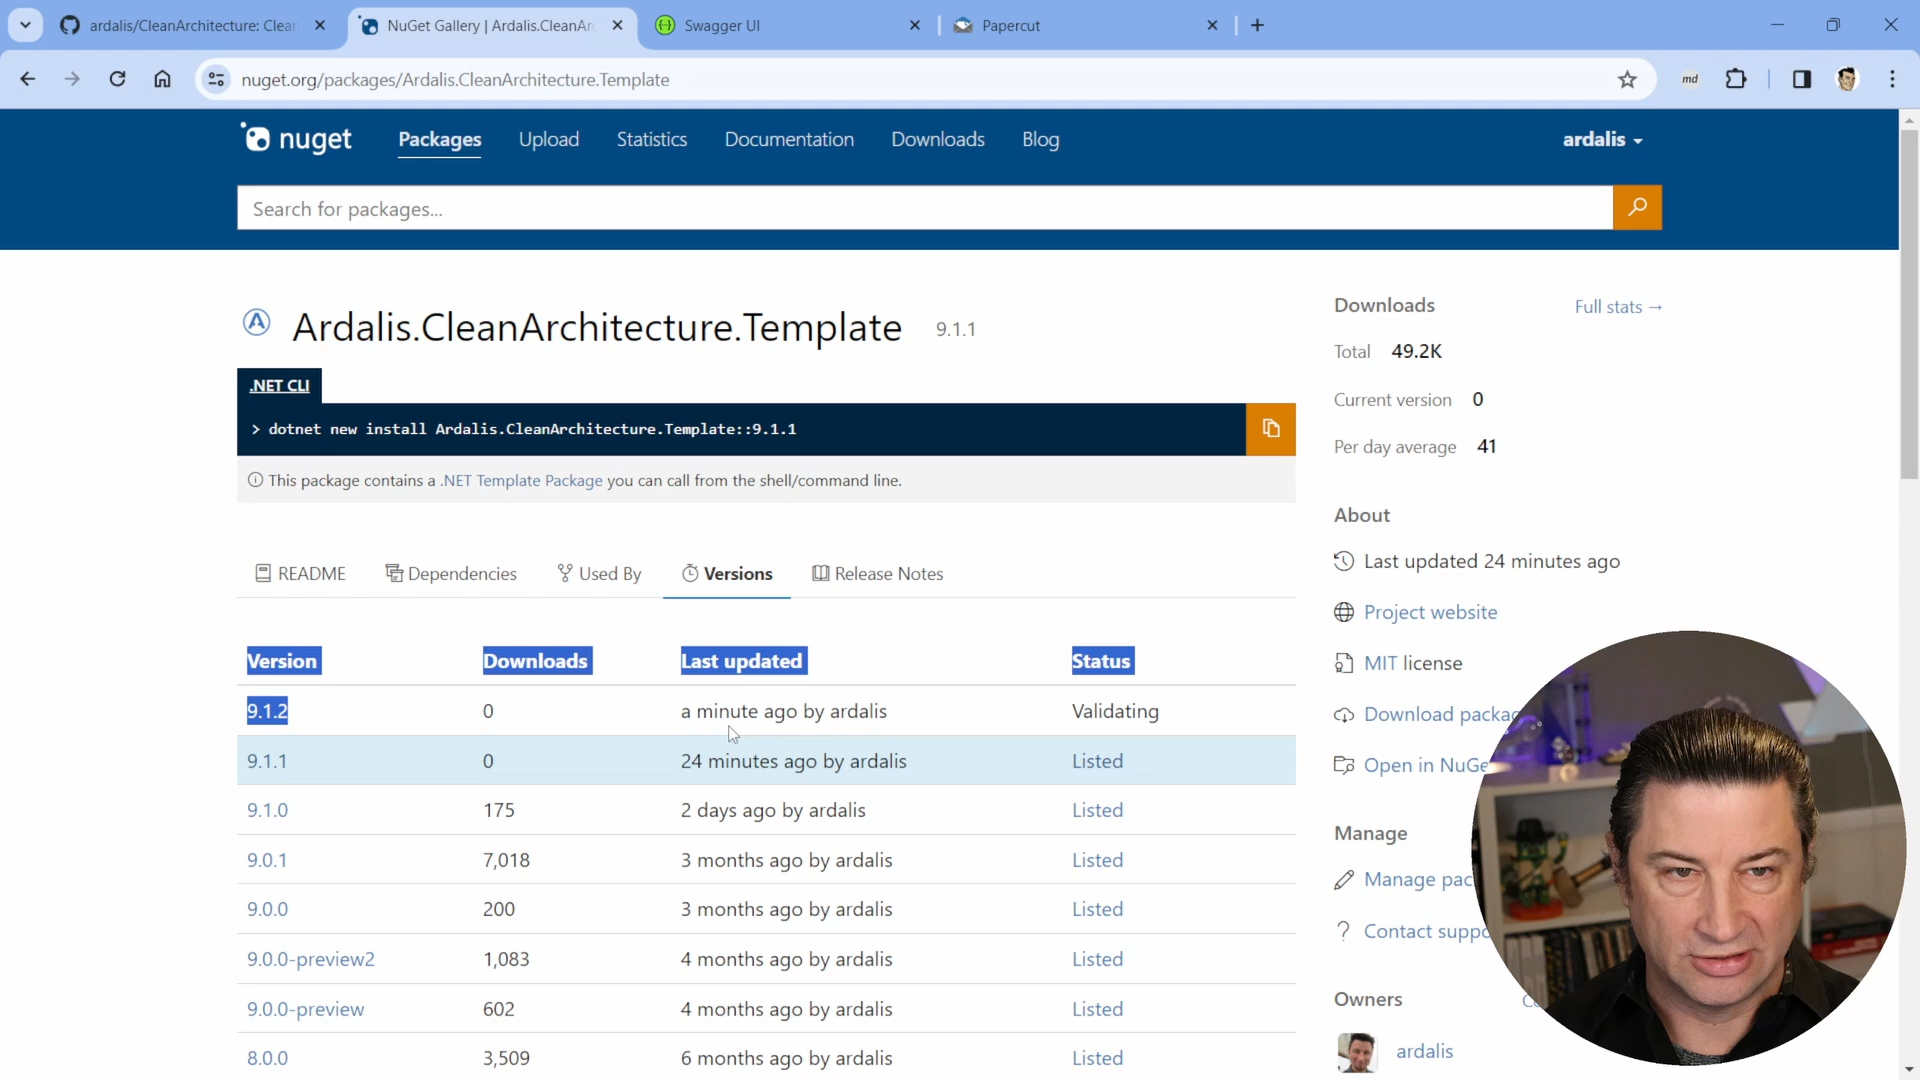 ardalis/CleanArchitecture: Clean
NuGet Gallery | Ardalis.CleanArc
Swagger UI
Papercut
nuget.org/packages/Ardalis.CleanArchitecture.Template
md
nuget
Packages
Upload
Statistics
Documentation
Downloads
Blog
ardalis
Search for packages...
Ardalis.CleanArchitecture.Template 9.1.1
.NET CLI
> dotnet new install Ardalis.CleanArchitecture.Template::9.1.1
This package contains a .NET Template Package you can call from the shell/command line.
README
Dependencies
Used By
Versions
Release Notes
Version Downloads Last updated Status
9.1.2 0 a minute ago by ardalis Validating
9.1.1 0 24 minutes ago by ardalis Listed
9.1.0 175 2 days ago by ardalis Listed
9.0.1 7,018 3 months ago by ardalis Listed
9.0.0 200 3 months ago by ardalis Listed
9.0.0-preview2 1,083 4 months ago by ardalis Listed
9.0.0-preview 602 4 months ago by ardalis Listed
8.0.0 3,509 6 months ago by ardalis Listed
Downloads
Full stats →
Total 49.2K
Current version 0
Per day average 41
About
Last updated 24 minutes ago
Project website
MIT license
Download packag
Open in NuGe
Manage
Manage pac
Contact suppo
Owners
ardalis